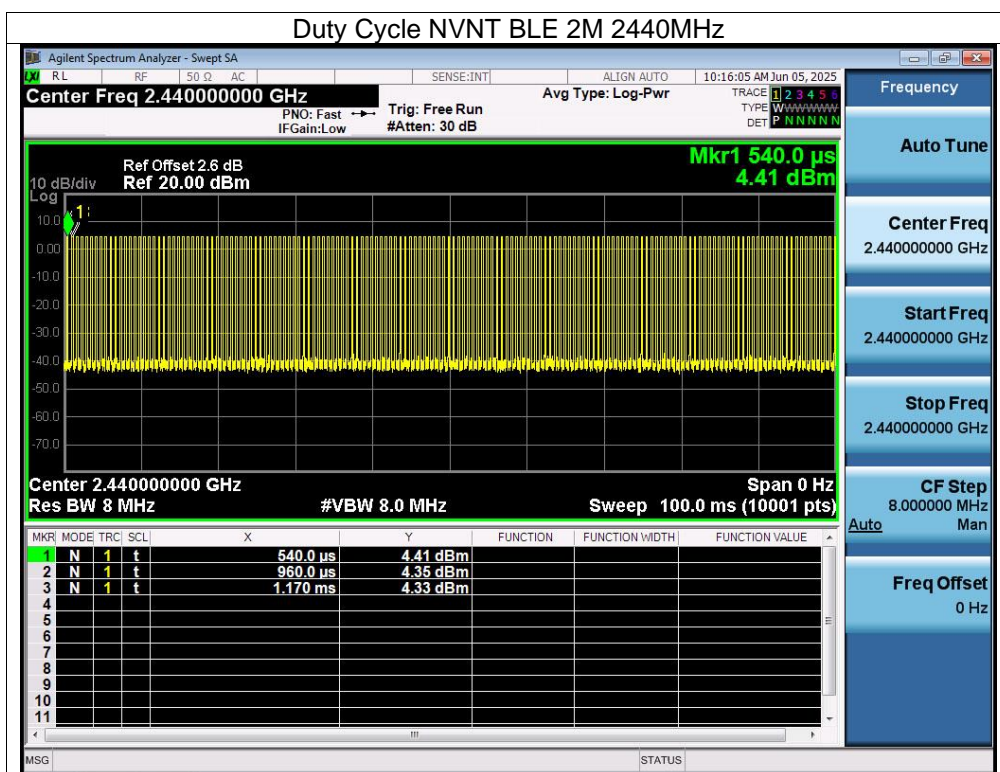 Duty Cycle NVNT BLE 2M 2440MHz
Agilent Spectrum Analyzer - Swept SA
LXI RL RF 50 Ω AC SENSE:INT ALIGN AUTO 10:16:05 AM Jun 05, 2025
Center Freq 2.440000000 GHz
PNO: Fast
IFGain:Low
Trig: Free Run
#Atten: 30 dB
Avg Type: Log-Pwr
TRACE 1 2 3 4 5 6
TYPE WWWWWW
DET P N N N N N
Frequency
Ref Offset 2.6 dB
10 dB/div Ref 20.00 dBm
Log
Mkr1 540.0 µs
4.41 dBm
1
10.0
0.00
-10.0
-20.0
-30.0
-40.0
-50.0
-60.0
-70.0
Center 2.440000000 GHz Span 0 Hz
Res BW 8 MHz #VBW 8.0 MHz Sweep 100.0 ms (10001 pts)
MKR MODE TRC SCL X Y FUNCTION FUNCTION WIDTH FUNCTION VALUE
1 N 1 t 540.0 µs 4.41 dBm
2 N 1 t 960.0 µs 4.35 dBm
3 N 1 t 1.170 ms 4.33 dBm
4
5
6
7
8
9
10
11
Auto Tune
Center Freq
2.440000000 GHz
Start Freq
2.440000000 GHz
Stop Freq
2.440000000 GHz
CF Step
8.000000 MHz
Auto Man
Freq Offset
0 Hz
MSG STATUS